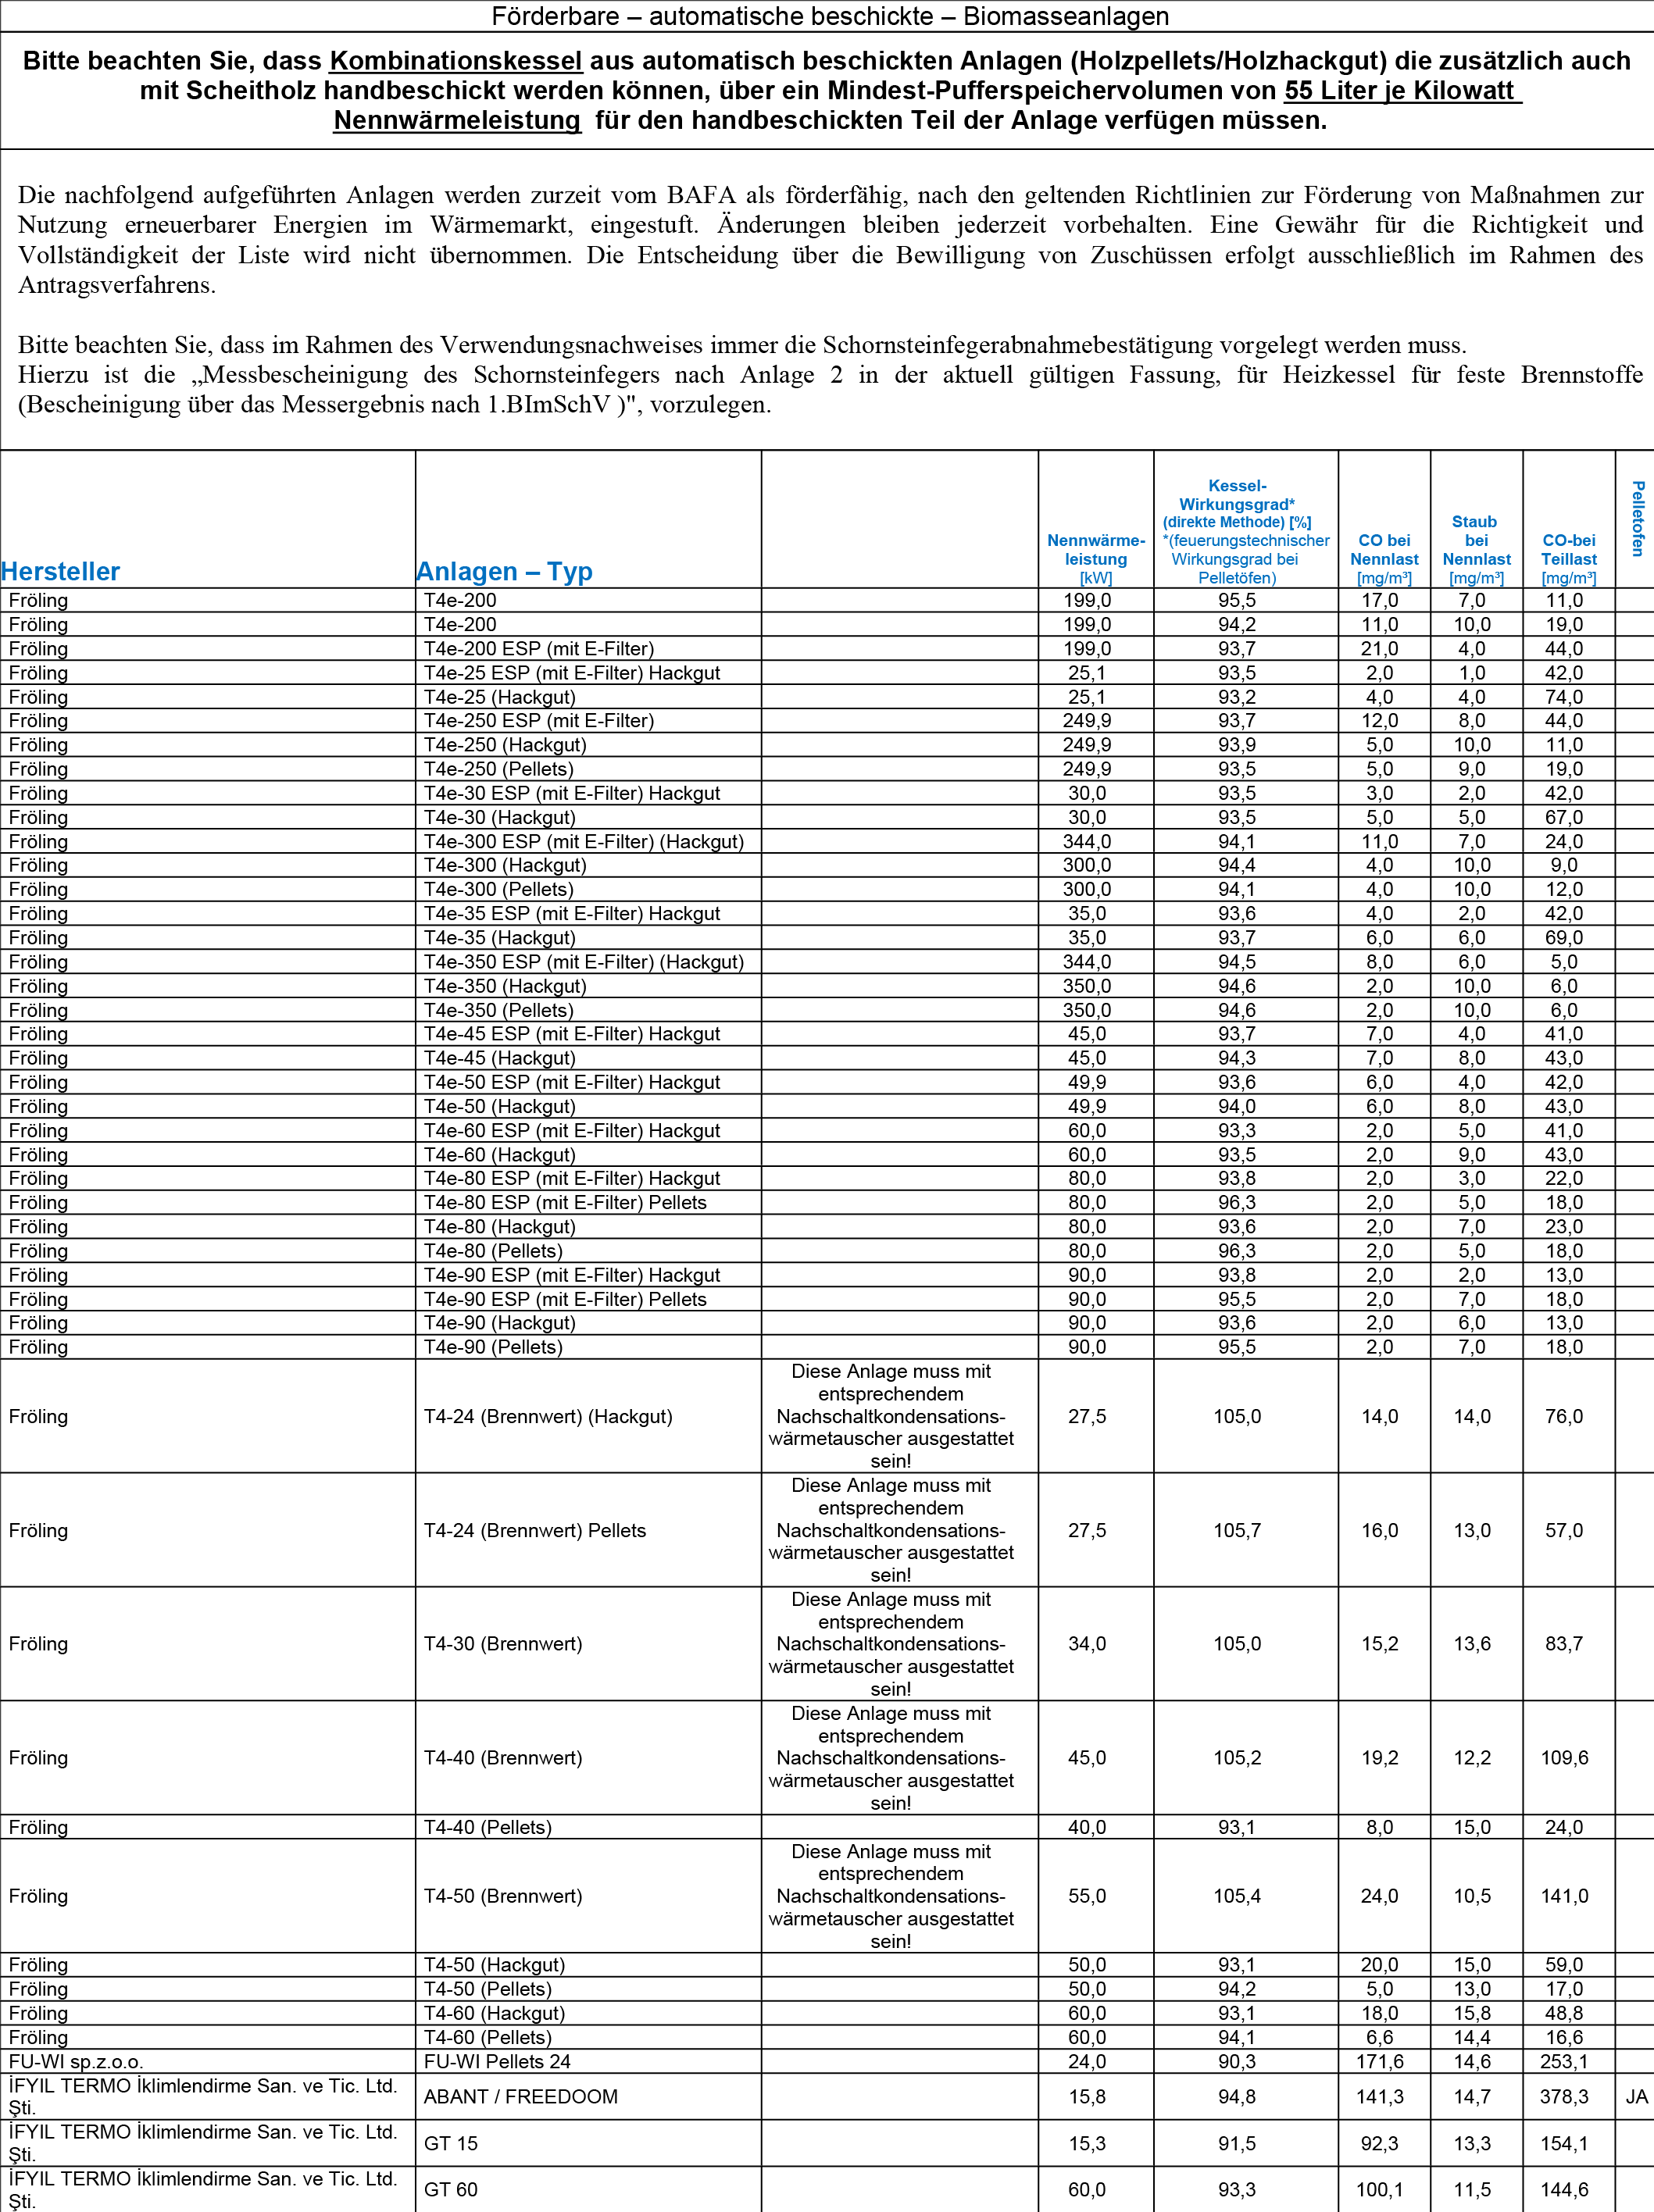 Förderbare – automatische beschickte – Biomasseanlagen
Bitte beachten Sie, dass Kombinationskessel aus automatisch beschickten Anlagen (Holzpellets/Holzhackgut) die zusätzlich auch
mit Scheitholz handbeschickt werden können, über ein Mindest-Pufferspeichervolumen von 55 Liter je Kilowatt
Nennwärmeleistung für den handbeschickten Teil der Anlage verfügen müssen.
Die nachfolgend aufgeführten Anlagen werden zurzeit vom BAFA als förderfähig, nach den geltenden Richtlinien zur Förderung von Maßnahmen zur
Nutzung erneuerbarer Energien im Wärmemarkt, eingestuft. Änderungen bleiben jederzeit vorbehalten. Eine Gewähr für die Richtigkeit und
Vollständigkeit der Liste wird nicht übernommen. Die Entscheidung über die Bewilligung von Zuschüssen erfolgt ausschließlich im Rahmen des
Antragsverfahrens.
Bitte beachten Sie, dass im Rahmen des Verwendungsnachweises immer die Schornsteinfegerabnahmebestätigung vorgelegt werden muss.
Hierzu ist die „Messbescheinigung des Schornsteinfegers nach Anlage 2 in der aktuell gültigen Fassung, für Heizkessel für feste Brennstoffe
(Bescheinigung über das Messergebnis nach 1.BImSchV )", vorzulegen.
Hersteller
Anlagen – Typ
Nennwärme-
leistung
[kW]
Kessel-
Wirkungsgrad*
(direkte Methode) [%]
*(feuerungstechnischer
Wirkungsgrad bei
Pelletöfen)
CO bei
Nennlast
[mg/m³]
Staub
bei
Nennlast
[mg/m³]
CO-bei
Teillast
[mg/m³]
Pelletofen
Fröling T4e-200 199,0 95,5 17,0 7,0 11,0
Fröling T4e-200 199,0 94,2 11,0 10,0 19,0
Fröling T4e-200 ESP (mit E-Filter) 199,0 93,7 21,0 4,0 44,0
Fröling T4e-25 ESP (mit E-Filter) Hackgut 25,1 93,5 2,0 1,0 42,0
Fröling T4e-25 (Hackgut) 25,1 93,2 4,0 4,0 74,0
Fröling T4e-250 ESP (mit E-Filter) 249,9 93,7 12,0 8,0 44,0
Fröling T4e-250 (Hackgut) 249,9 93,9 5,0 10,0 11,0
Fröling T4e-250 (Pellets) 249,9 93,5 5,0 9,0 19,0
Fröling T4e-30 ESP (mit E-Filter) Hackgut 30,0 93,5 3,0 2,0 42,0
Fröling T4e-30 (Hackgut) 30,0 93,5 5,0 5,0 67,0
Fröling T4e-300 ESP (mit E-Filter) (Hackgut) 344,0 94,1 11,0 7,0 24,0
Fröling T4e-300 (Hackgut) 300,0 94,4 4,0 10,0 9,0
Fröling T4e-300 (Pellets) 300,0 94,1 4,0 10,0 12,0
Fröling T4e-35 ESP (mit E-Filter) Hackgut 35,0 93,6 4,0 2,0 42,0
Fröling T4e-35 (Hackgut) 35,0 93,7 6,0 6,0 69,0
Fröling T4e-350 ESP (mit E-Filter) (Hackgut) 344,0 94,5 8,0 6,0 5,0
Fröling T4e-350 (Hackgut) 350,0 94,6 2,0 10,0 6,0
Fröling T4e-350 (Pellets) 350,0 94,6 2,0 10,0 6,0
Fröling T4e-45 ESP (mit E-Filter) Hackgut 45,0 93,7 7,0 4,0 41,0
Fröling T4e-45 (Hackgut) 45,0 94,3 7,0 8,0 43,0
Fröling T4e-50 ESP (mit E-Filter) Hackgut 49,9 93,6 6,0 4,0 42,0
Fröling T4e-50 (Hackgut) 49,9 94,0 6,0 8,0 43,0
Fröling T4e-60 ESP (mit E-Filter) Hackgut 60,0 93,3 2,0 5,0 41,0
Fröling T4e-60 (Hackgut) 60,0 93,5 2,0 9,0 43,0
Fröling T4e-80 ESP (mit E-Filter) Hackgut 80,0 93,8 2,0 3,0 22,0
Fröling T4e-80 ESP (mit E-Filter) Pellets 80,0 96,3 2,0 5,0 18,0
Fröling T4e-80 (Hackgut) 80,0 93,6 2,0 7,0 23,0
Fröling T4e-80 (Pellets) 80,0 96,3 2,0 5,0 18,0
Fröling T4e-90 ESP (mit E-Filter) Hackgut 90,0 93,8 2,0 2,0 13,0
Fröling T4e-90 ESP (mit E-Filter) Pellets 90,0 95,5 2,0 7,0 18,0
Fröling T4e-90 (Hackgut) 90,0 93,6 2,0 6,0 13,0
Fröling T4e-90 (Pellets) 90,0 95,5 2,0 7,0 18,0
Diese Anlage muss mit
entsprechendem
Fröling T4-24 (Brennwert) (Hackgut) Nachschaltkondensations- 27,5 105,0 14,0 14,0 76,0
wärmetauscher ausgestattet
sein!
Diese Anlage muss mit
entsprechendem
Fröling T4-24 (Brennwert) Pellets Nachschaltkondensations- 27,5 105,7 16,0 13,0 57,0
wärmetauscher ausgestattet
sein!
Diese Anlage muss mit
entsprechendem
Fröling T4-30 (Brennwert) Nachschaltkondensations- 34,0 105,0 15,2 13,6 83,7
wärmetauscher ausgestattet
sein!
Diese Anlage muss mit
entsprechendem
Fröling T4-40 (Brennwert) Nachschaltkondensations- 45,0 105,2 19,2 12,2 109,6
wärmetauscher ausgestattet
sein!
Fröling T4-40 (Pellets) 40,0 93,1 8,0 15,0 24,0
Diese Anlage muss mit
entsprechendem
Fröling T4-50 (Brennwert) Nachschaltkondensations- 55,0 105,4 24,0 10,5 141,0
wärmetauscher ausgestattet
sein!
Fröling T4-50 (Hackgut) 50,0 93,1 20,0 15,0 59,0
Fröling T4-50 (Pellets) 50,0 94,2 5,0 13,0 17,0
Fröling T4-60 (Hackgut) 60,0 93,1 18,0 15,8 48,8
Fröling T4-60 (Pellets) 60,0 94,1 6,6 14,4 16,6
FU-WI sp.z.o.o. FU-WI Pellets 24 24,0 90,3 171,6 14,6 253,1
İFYIL TERMO İklimlendirme San. ve Tic. Ltd.
Şti. ABANT / FREEDOOM 15,8 94,8 141,3 14,7 378,3 JA
İFYIL TERMO İklimlendirme San. ve Tic. Ltd.
Şti. GT 15 15,3 91,5 92,3 13,3 154,1
İFYIL TERMO İklimlendirme San. ve Tic. Ltd.
Şti. GT 60 60,0 93,3 100,1 11,5 144,6